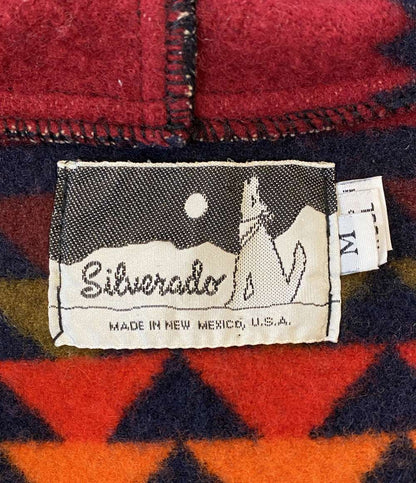 Silverado
MADE IN NEW MEXICO, U.S.A.
M